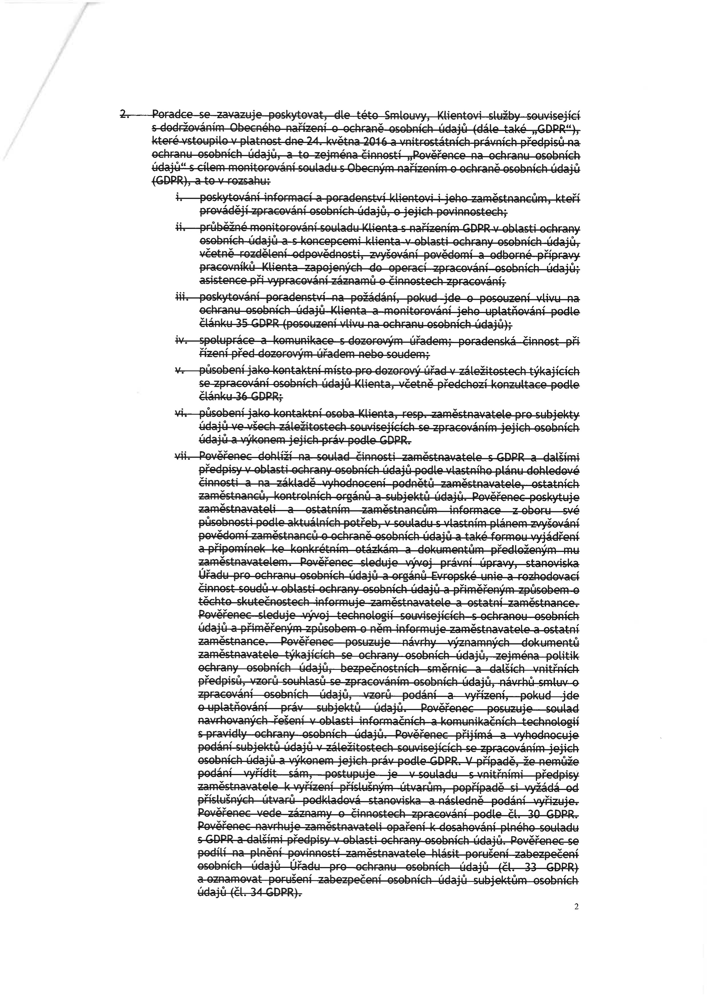 2. Poradce se zavazuje poskytovat, dle této Smlouvy, Klientovi služby související
s dodržováním Obecného nařízení o ochraně osobních údajů (dále také „GDPR“),
které vstoupilo v platnost dne 24. května 2016 a vnitrostátních právních předpisů na
ochranu osobních údajů, a to zejména činností „Pověřence na ochranu osobních
údajů“ s cílem monitorování souladu s Obecným nařízením o ochraně osobních údajů
(GDPR), a to v rozsahu:
i. poskytování informací a poradenství klientovi i jeho zaměstnancům, kteří
provádějí zpracování osobních údajů, o jejich povinnostech;
ii. průběžné monitorování souladu Klienta s nařízením GDPR v oblasti ochrany
osobních údajů a s koncepcemi klienta v oblasti ochrany osobních údajů,
včetně rozdělení odpovědnosti, zvyšování povědomí a odborné přípravy
pracovníků Klienta zapojených do operací zpracování osobních údajů;
asistence při vypracování záznamů o činnostech zpracování;
iii. poskytování poradenství na požádání, pokud jde o posouzení vlivu na
ochranu osobních údajů Klienta a monitorování jeho uplatňování podle
článku 35 GDPR (posouzení vlivu na ochranu osobních údajů);
iv. spolupráce a komunikace s dozorovým úřadem; poradenská činnost při
řízení před dozorovým úřadem nebo soudem;
v. působení jako kontaktní místo pro dozorový úřad v záležitostech týkajících
se zpracování osobních údajů Klienta, včetně předchozí konzultace podle
článku 36 GDPR;
vi. působení jako kontaktní osoba Klienta, resp. zaměstnavatele pro subjekty
údajů ve všech záležitostech souvisejících se zpracováním jejich osobních
údajů a výkonem jejich práv podle GDPR.
vii. Pověřenec dohlíží na soulad činnosti zaměstnavatele s GDPR a dalšími
předpisy v oblasti ochrany osobních údajů podle vlastního plánu dohledové
činnosti a na základě vyhodnocení podnětů zaměstnavatele, ostatních
zaměstnanců, kontrolních orgánů a subjektů údajů. Pověřenec poskytuje
zaměstnavateli a ostatním zaměstnancům informace z oboru své
působnosti podle aktuálních potřeb, v souladu s vlastním plánem zvyšování
povědomí zaměstnanců o ochraně osobních údajů a také formou vyjádření
a připomínek ke konkrétním otázkám a dokumentům předloženým mu
zaměstnavatelem. Pověřenec sleduje vývoj právní úpravy, stanoviska
Úřadu pro ochranu osobních údajů a orgánů Evropské unie a rozhodovací
činnost soudů v oblasti ochrany osobních údajů a přiměřeným způsobem o
těchto skutečnostech informuje zaměstnavatele a ostatní zaměstnance.
Pověřenec sleduje vývoj technologií souvisejících s ochranou osobních
údajů a přiměřeným způsobem o něm informuje zaměstnavatele a ostatní
zaměstnance. Pověřenec posuzuje návrhy významných dokumentů
zaměstnavatele týkajících se ochrany osobních údajů, zejména politik
ochrany osobních údajů, bezpečnostních směrnic a dalších vnitřních
předpisů, vzorů souhlasů se zpracováním osobních údajů, návrhů smluv o
zpracování osobních údajů, vzorů podání a vyřízení, pokud jde
o uplatňování práv subjektů údajů. Pověřenec posuzuje soulad
navrhovaných řešení v oblasti informačních a komunikačních technologií
s pravidly ochrany osobních údajů. Pověřenec přijímá a vyhodnocuje
podání subjektů údajů v záležitostech souvisejících se zpracováním jejich
osobních údajů a výkonem jejich práv podle GDPR. V případě, že nemůže
podání vyřídit sám, postupuje je v souladu s vnitřními předpisy
zaměstnavatele k vyřízení příslušným útvarům, popřípadě si vyžádá od
příslušných útvarů podkladová stanoviska a následně podání vyřizuje.
Pověřenec vede záznamy o činnostech zpracování podle čl. 30 GDPR.
Pověřenec navrhuje zaměstnavateli opaření k dosahování plného souladu
s GDPR a dalšími předpisy v oblasti ochrany osobních údajů. Pověřenec se
podílí na plnění povinností zaměstnavatele hlásit porušení zabezpečení
osobních údajů Úřadu pro ochranu osobních údajů (čl. 33 GDPR)
a oznamovat porušení zabezpečení osobních údajů subjektům osobních
údajů (čl. 34 GDPR).
2